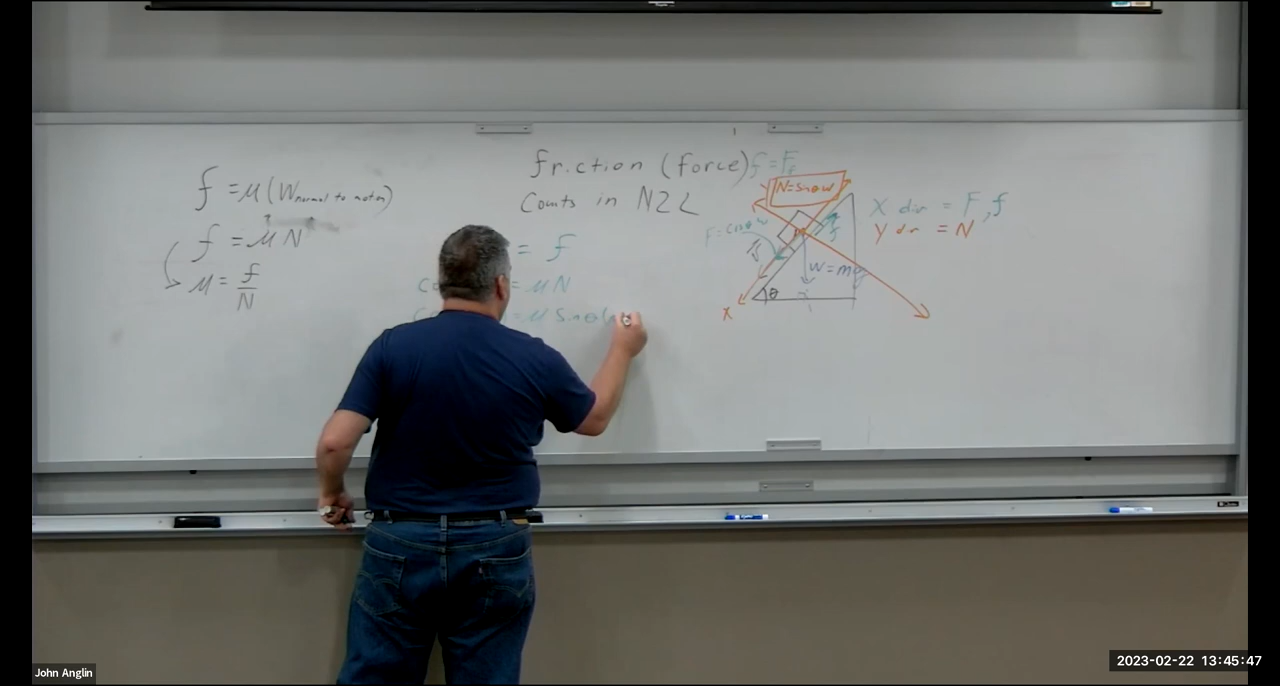 friction (force) f = Ff
Counts in N2L
f = μ(W normal to motion)
f = μN
μ = f/N
= f
= μN
= μ Sinθ
N = sinθ W
F = cosθ W
f
W = m
θ
X
X dir = F, f
Y dir = N
John Anglin
2023-02-22 13:45:47